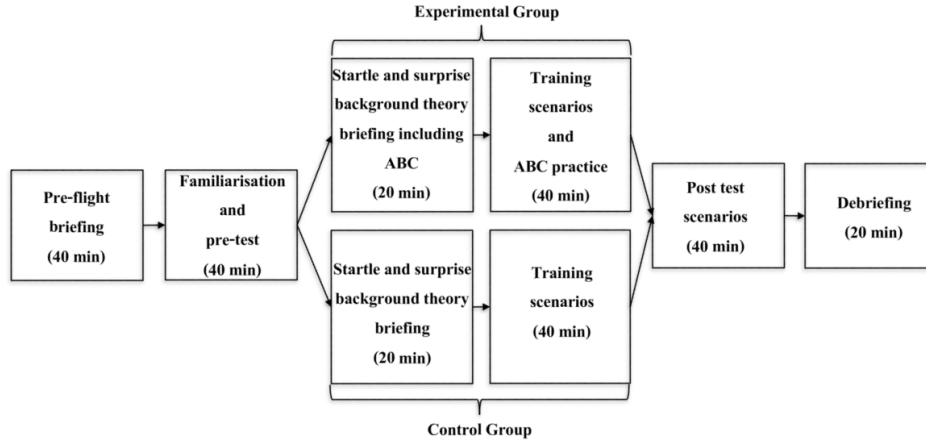 Experimental Group
Pre-flight
briefing
(40 min)
Familiarisation
and
pre-test
(40 min)
Startle and surprise
background theory
briefing including
ABC
(20 min)
Training
scenarios
and
ABC practice
(40 min)
Startle and surprise
background theory
briefing
(20 min)
Training
scenarios
(40 min)
Post test
scenarios
(40 min)
Debriefing
(20 min)
Control Group